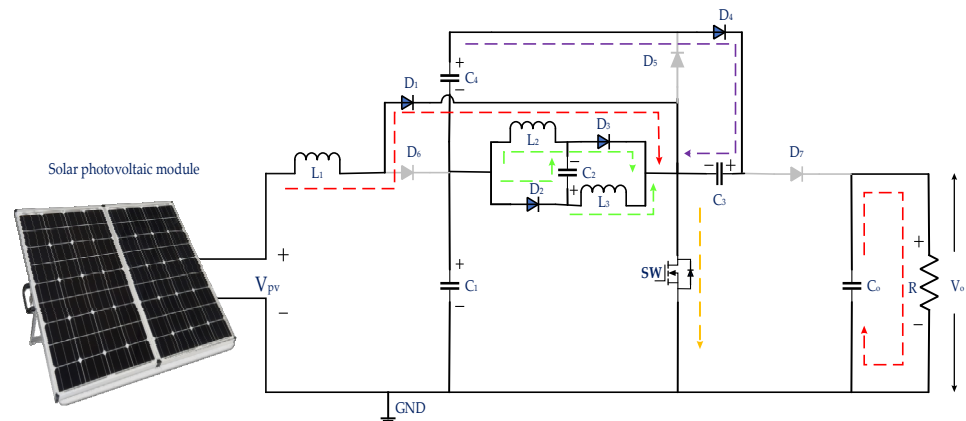 D₄
D₅
C₄
D₁
D₃
L₂
D₆
D₇
Solar photovoltaic module
L₁
C₂
D₂
C₃
L₃
+
Vₚᵥ
−
C₁
SW
Cₒ
R
Vₒ
GND